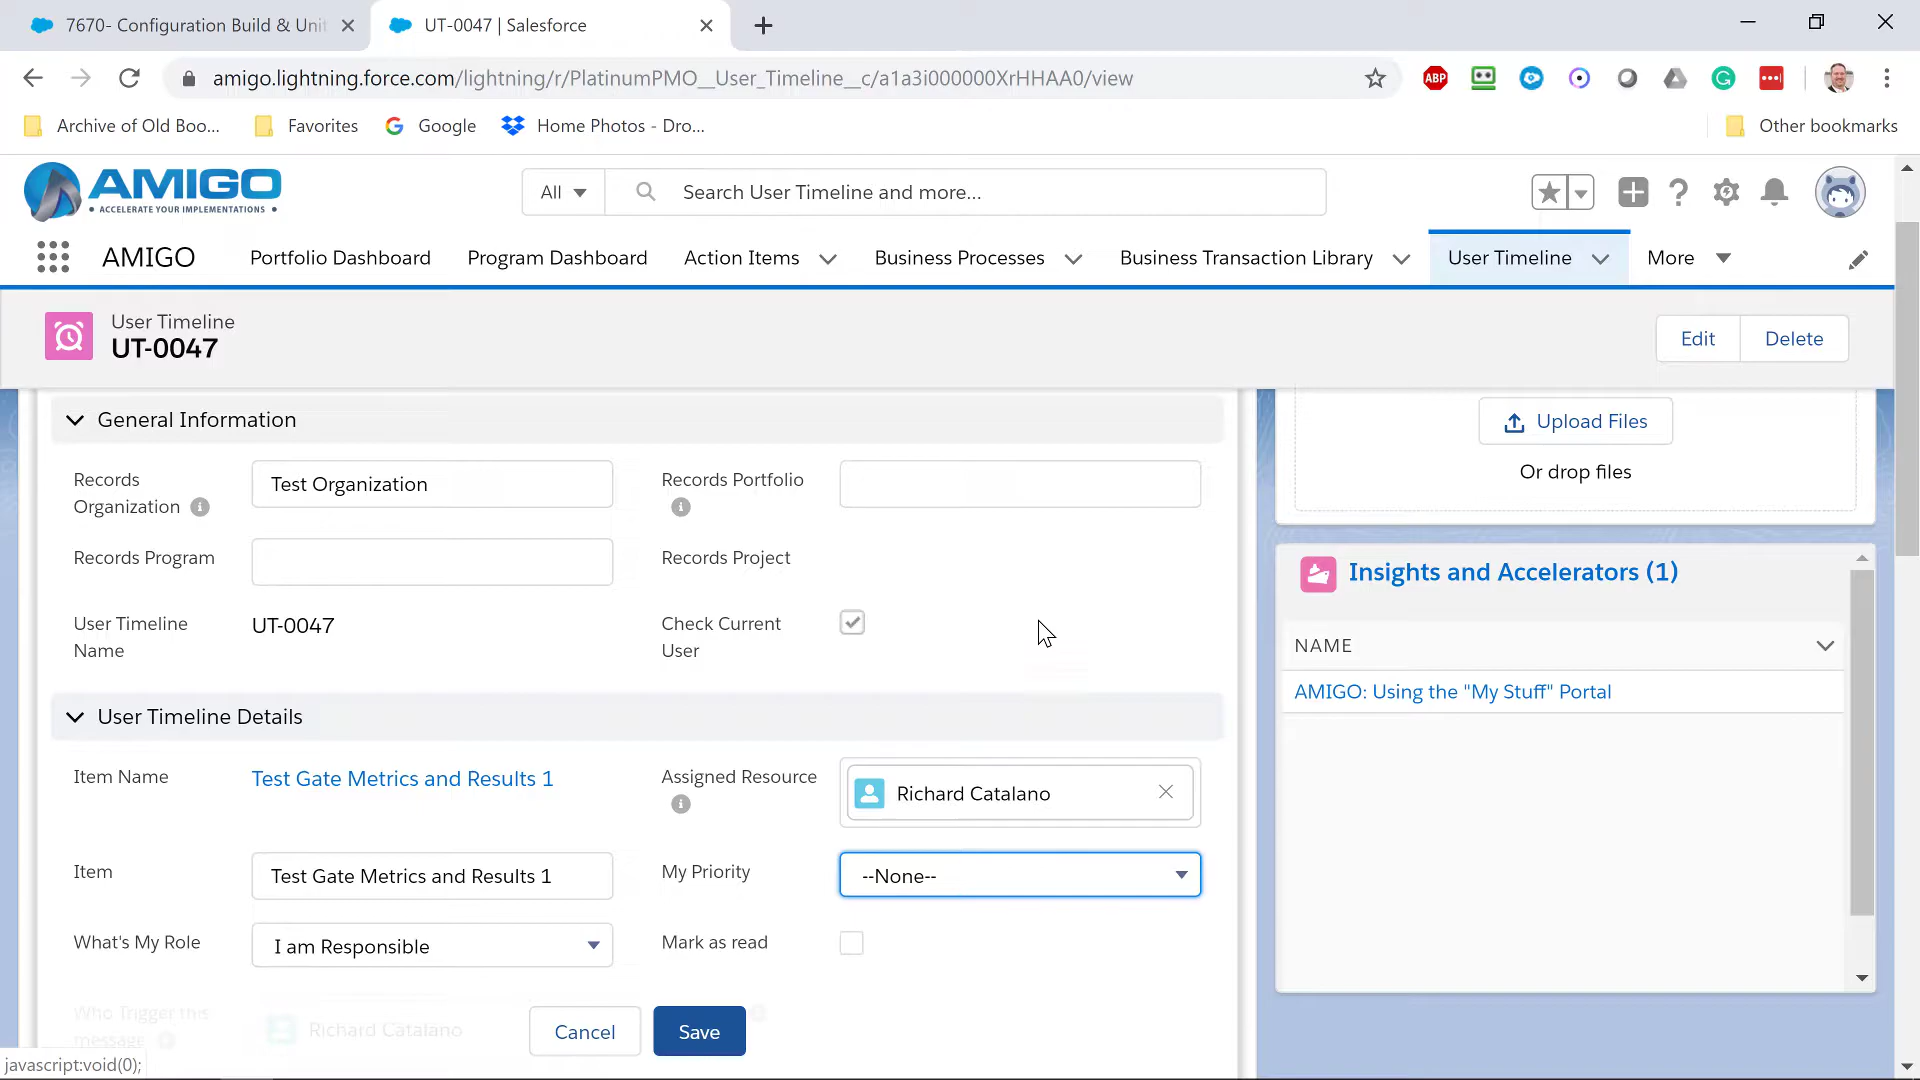 7670- Configuration Build & Unit
UT-0047 | Salesforce
amigo.lightning.force.com/lightning/r/PlatinumPMO__User_Timeline__c/a1a3i000000XrHHAA0/view
ABP
Archive of Old Boo...
Favorites
Google
Home Photos - Dro...
Other bookmarks
AMIGO
• ACCELERATE YOUR IMPLEMENTATIONS •
All
Search User Timeline and more...
AMIGO
Portfolio Dashboard
Program Dashboard
Action Items
Business Processes
Business Transaction Library
User Timeline
More
User Timeline
UT-0047
Edit
Delete
General Information
Upload Files
Or drop files
Records Organization
Test Organization
Records Portfolio
Records Program
Records Project
User Timeline Name
UT-0047
Check Current User
Insights and Accelerators (1)
NAME
AMIGO: Using the "My Stuff" Portal
User Timeline Details
Item Name
Test Gate Metrics and Results 1
Assigned Resource
Richard Catalano
Item
Test Gate Metrics and Results 1
My Priority
--None--
What's My Role
I am Responsible
Mark as read
Who Trigger this message
Richard Catalano
Cancel
Save
javascript:void(0);